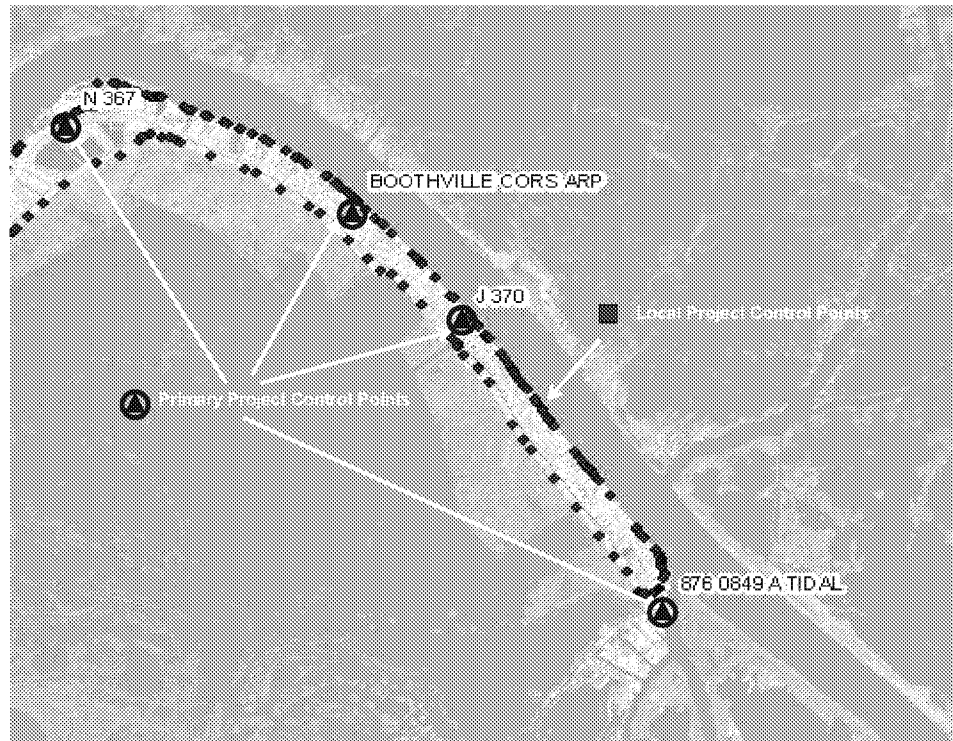 N 367
BOOTHVILLE CORS ARP
J 370
Local Project Control Points
Primary Project Control Points
876 0849 A TIDAL